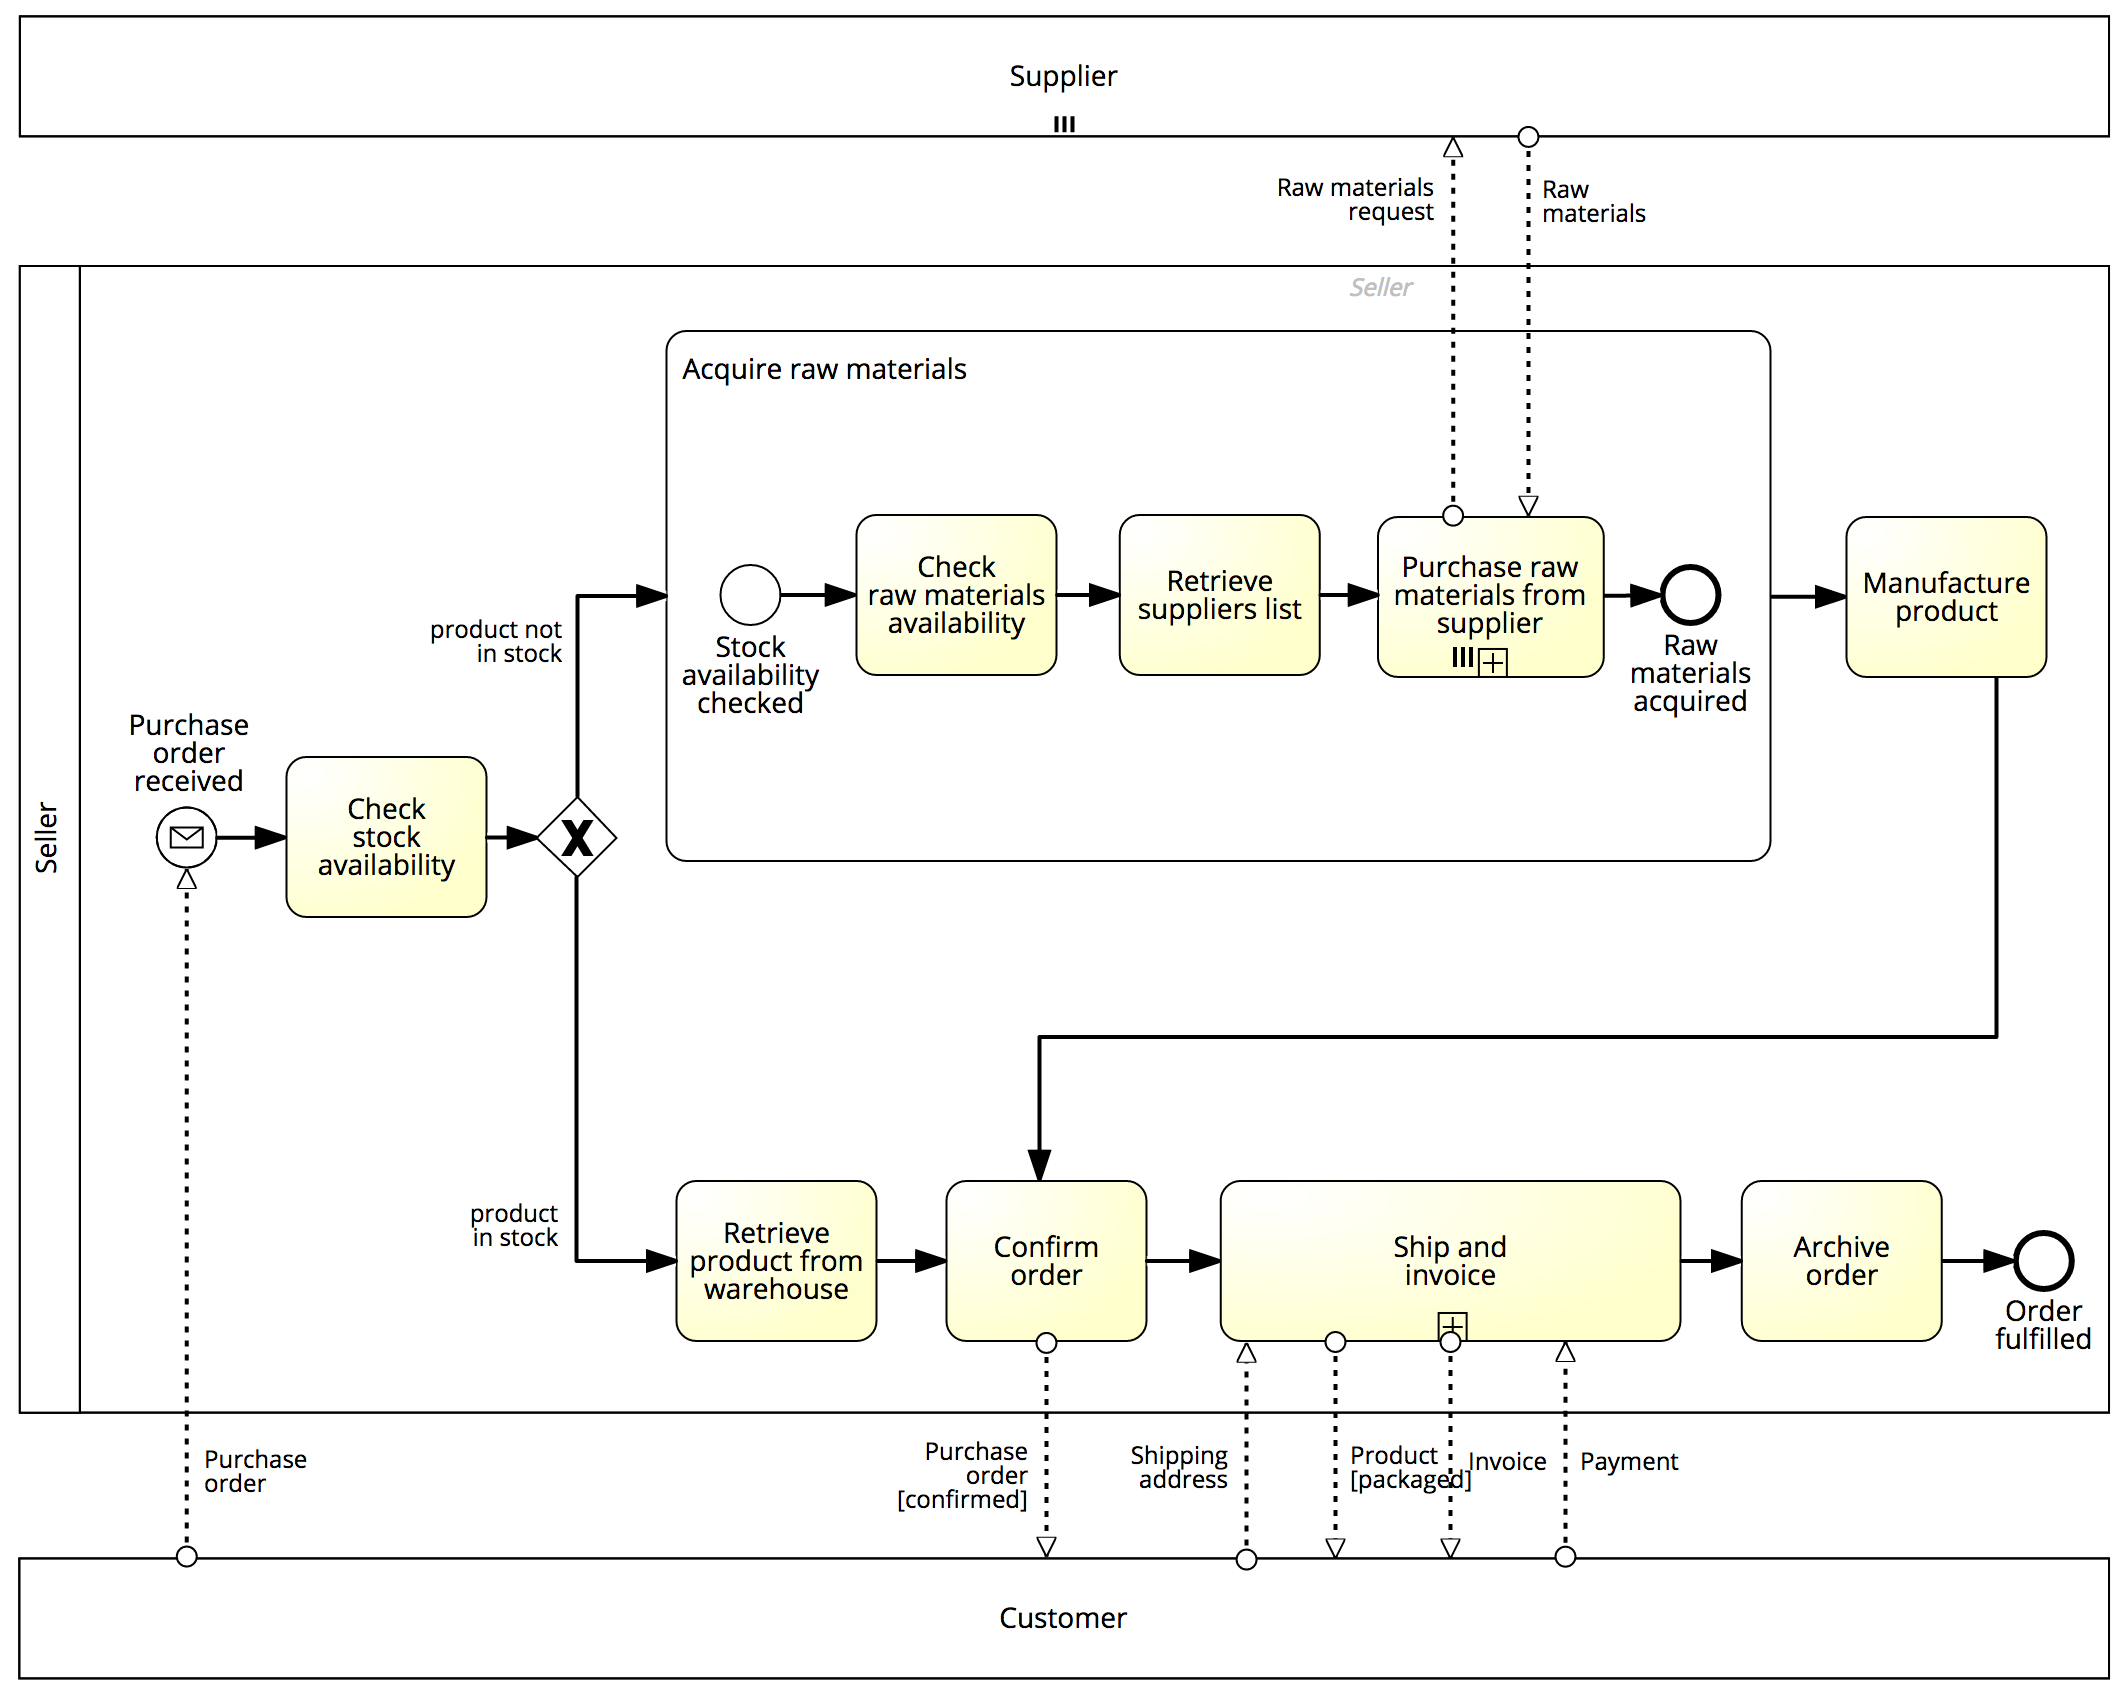 Supplier
Raw materials
request
Raw
materials
Seller
Acquire raw materials
Check
raw materials
availability
Retrieve
suppliers list
Purchase raw
materials from
supplier
Manufacture
product
Stock
availability
checked
Raw
materials
acquired
product not
in stock
Purchase
order
received
Check
stock
availability
X
Seller
product
in stock
Retrieve
product from
warehouse
Confirm
order
Ship and
invoice
Archive
order
Order
fulfilled
Purchase
order
Purchase
order
[confirmed]
Shipping
address
Product
[packaged]
Invoice
Payment
Customer